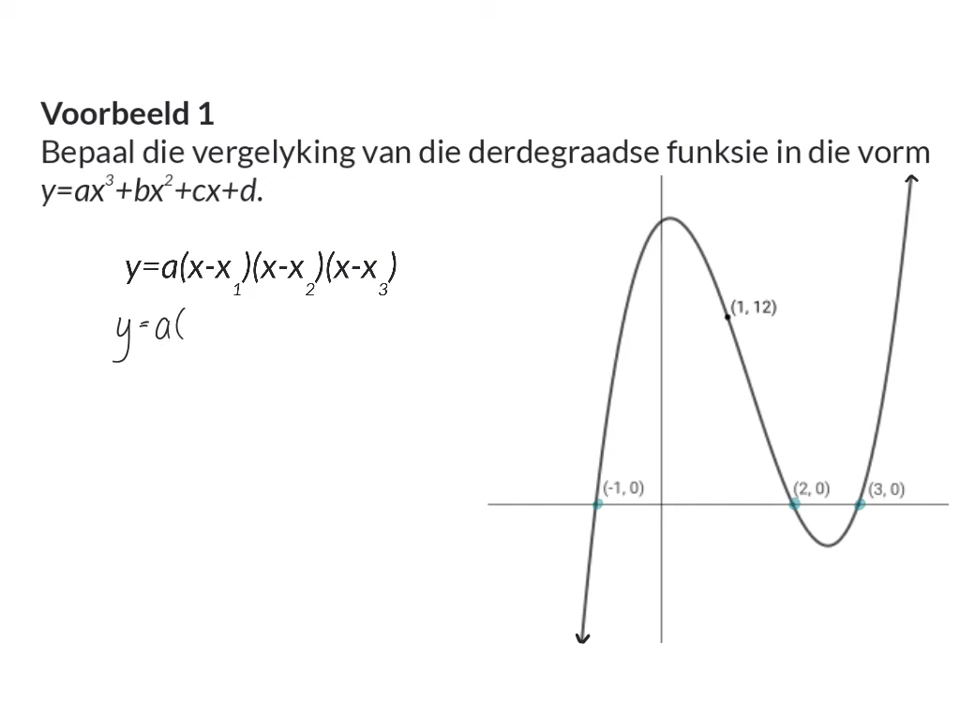 Voorbeeld 1
Bepaal die vergelyking van die derdegraadse funksie in die vorm
y=ax³+bx²+cx+d.
y=a(x-x₁)(x-x₂)(x-x₃)
y=a(
(1, 12)
(-1, 0)
(2, 0)
(3, 0)